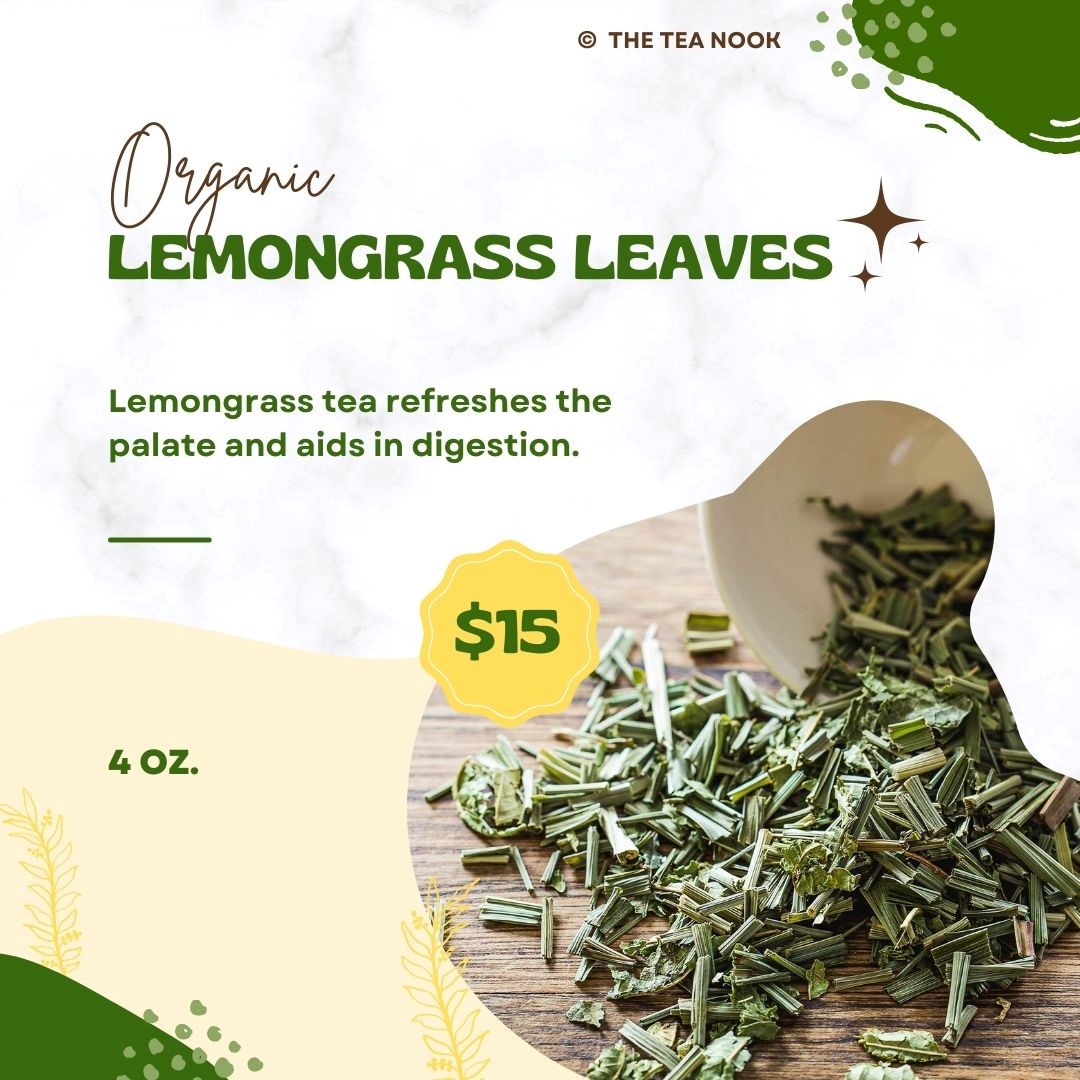 © THE TEA NOOK
Organic
LEMONGRASS LEAVES
Lemongrass tea refreshes the
palate and aids in digestion.
$15
4 OZ.